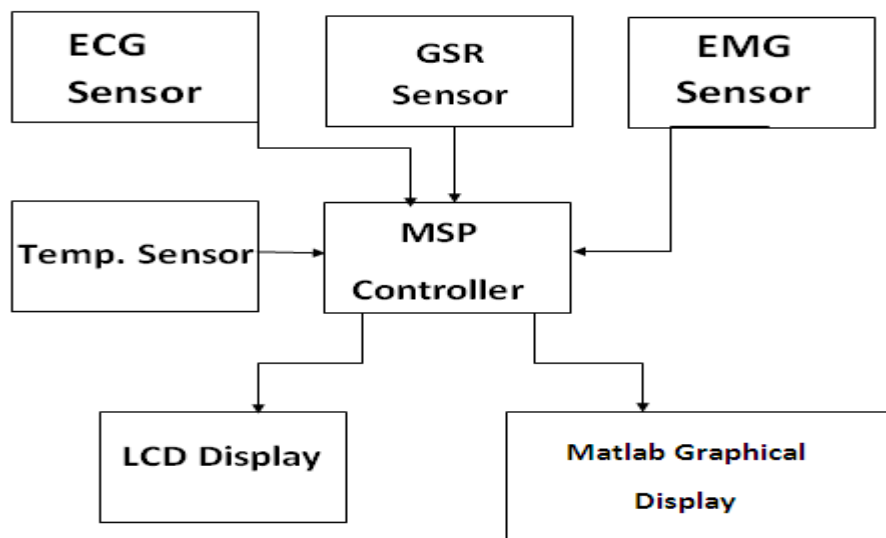 ECG
Sensor
GSR
Sensor
EMG
Sensor
Temp. Sensor
MSP
Controller
LCD Display
Matlab Graphical
Display